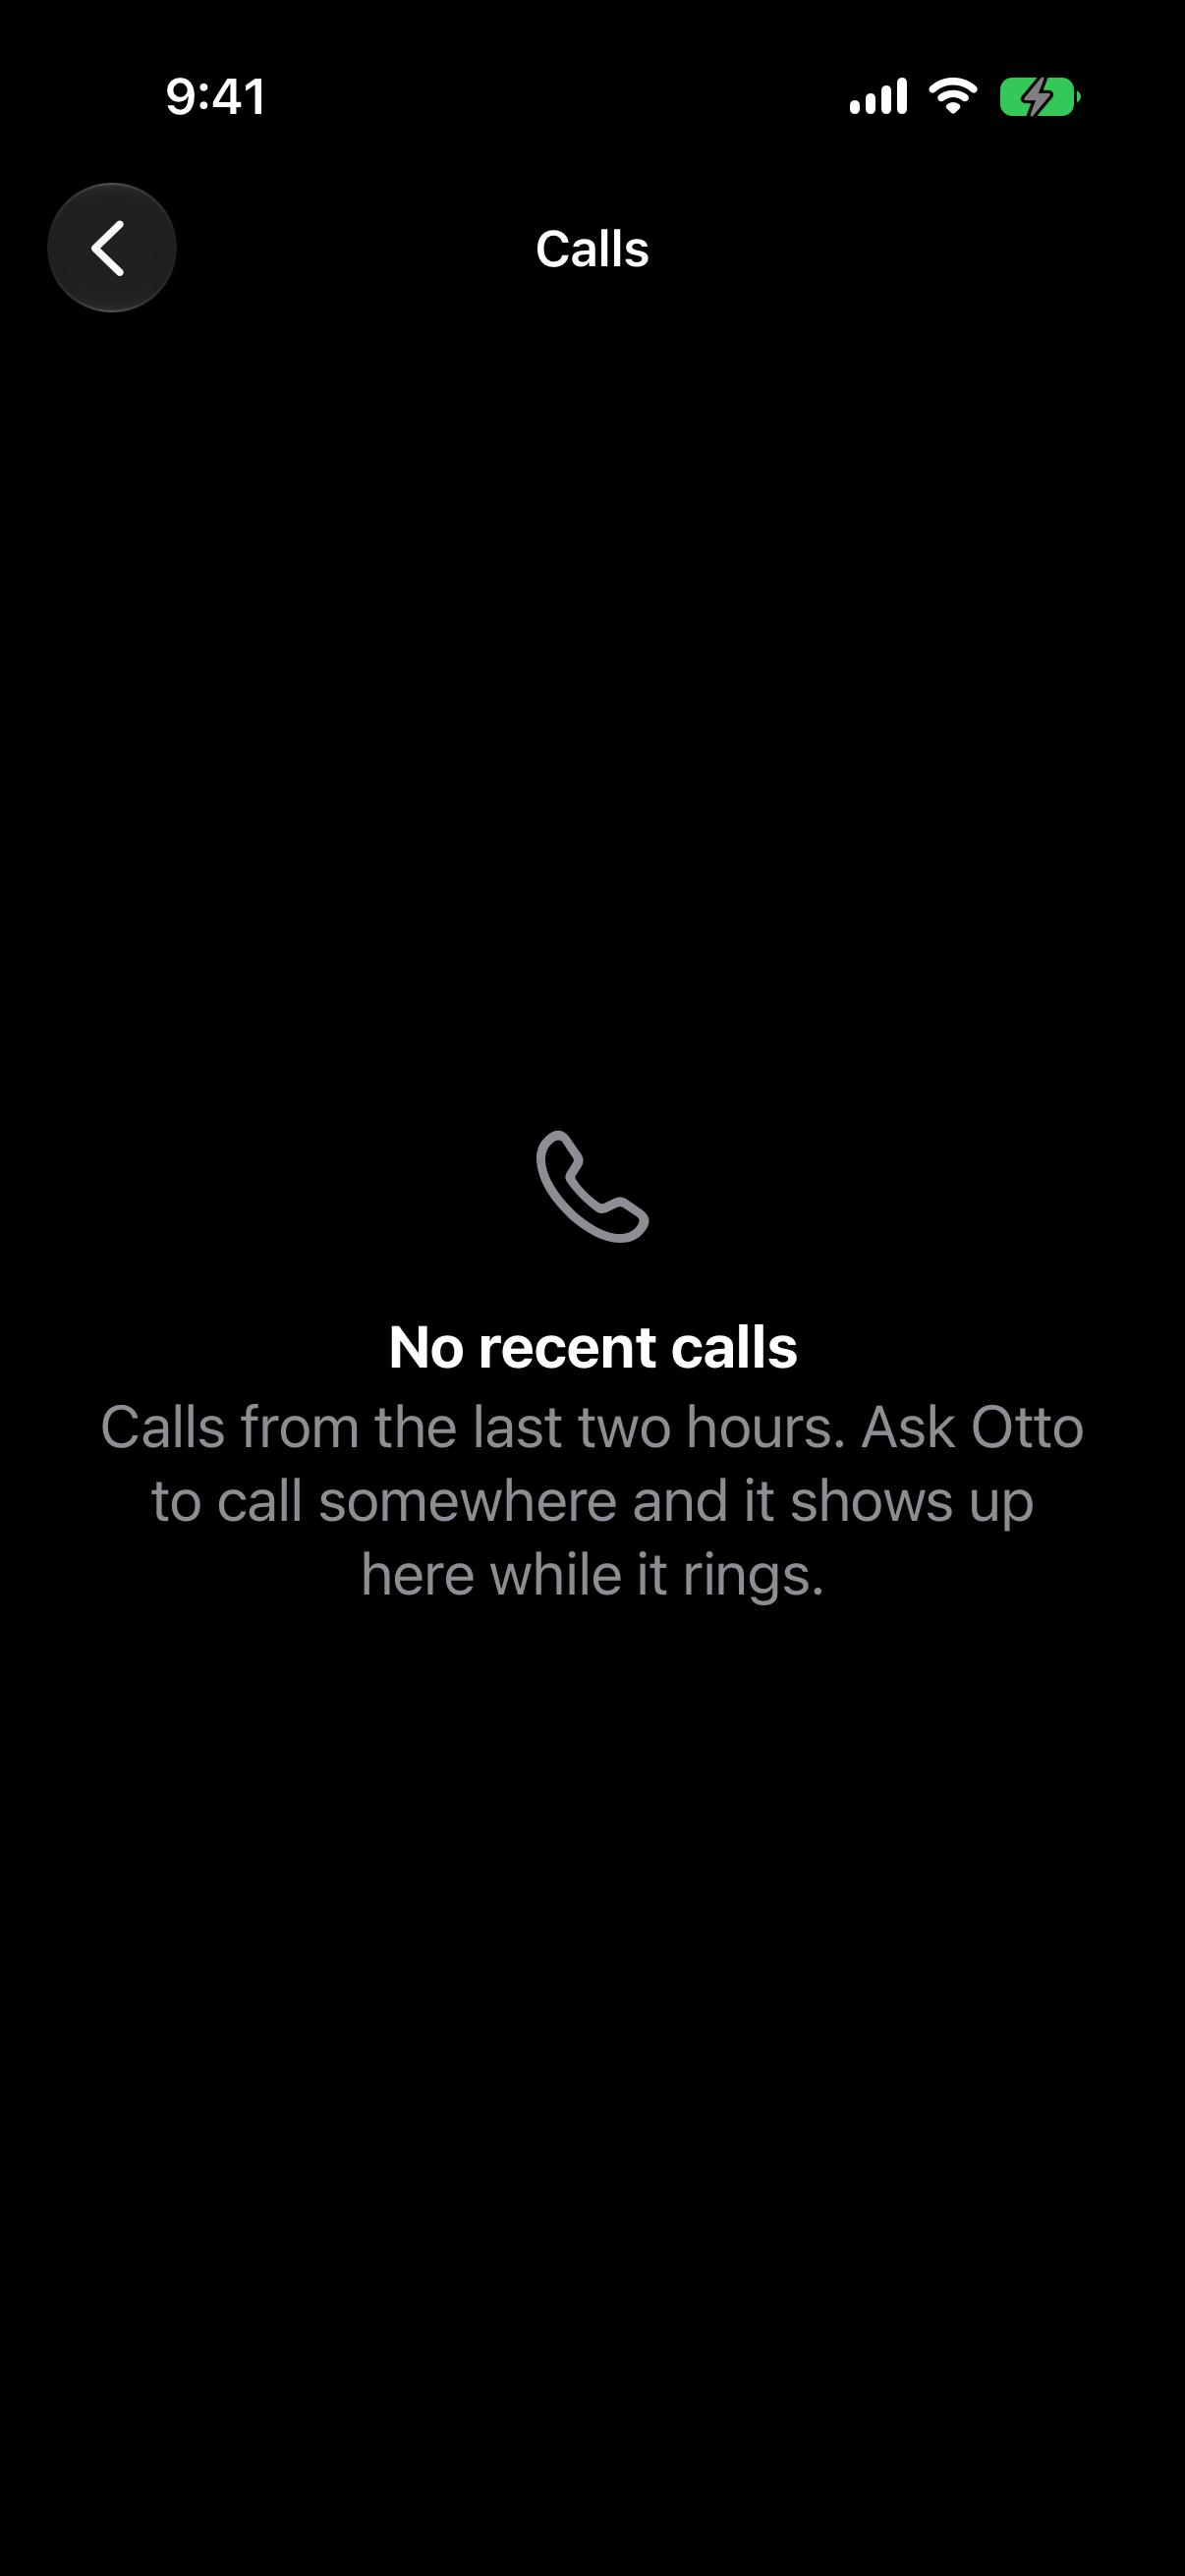 9:41
Calls
No recent calls
Calls from the last two hours. Ask Otto
to call somewhere and it shows up
here while it rings.